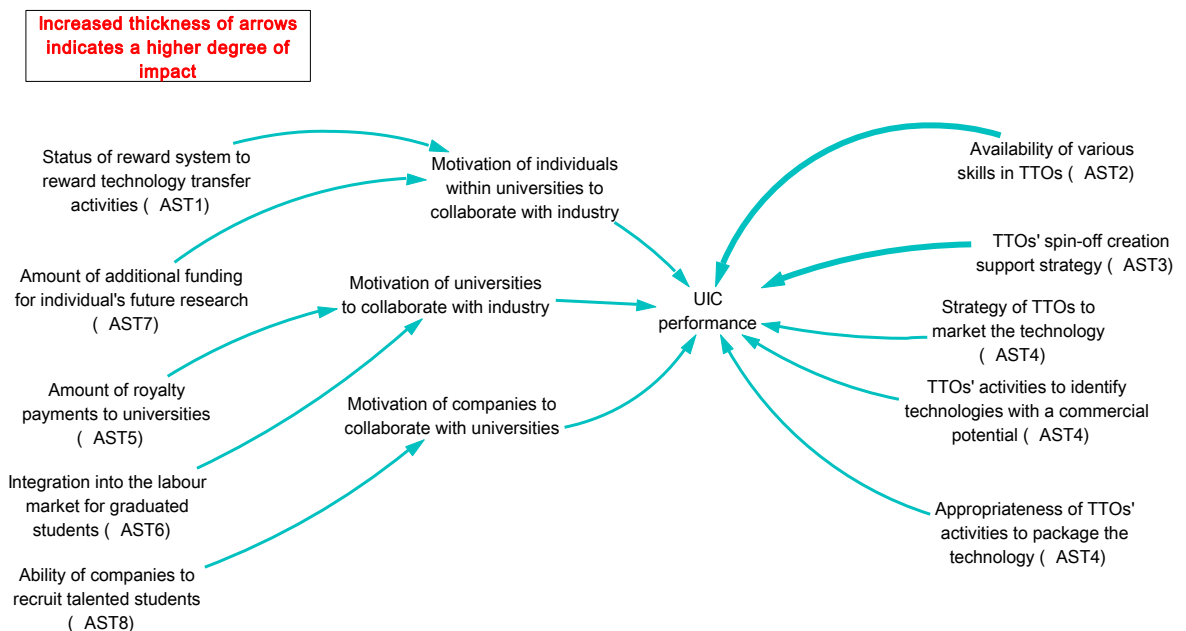 Increased thickness of arrows
indicates a higher degree of
impact
Status of reward system to
reward technology transfer
activities ( AST1)
Amount of additional funding
for individual's future research
( AST7)
Amount of royalty
payments to universities
( AST5)
Integration into the labour
market for graduated
students ( AST6)
Ability of companies to
recruit talented students
( AST8)
Motivation of individuals
within universities to
collaborate with industry
Motivation of universities
to collaborate with industry
Motivation of companies to
collaborate with universities
UIC
performance
Availability of various
skills in TTOs ( AST2)
TTOs' spin-off creation
support strategy ( AST3)
Strategy of TTOs to
market the technology
( AST4)
TTOs' activities to identify
technologies with a commercial
potential ( AST4)
Appropriateness of TTOs'
activities to package the
technology ( AST4)